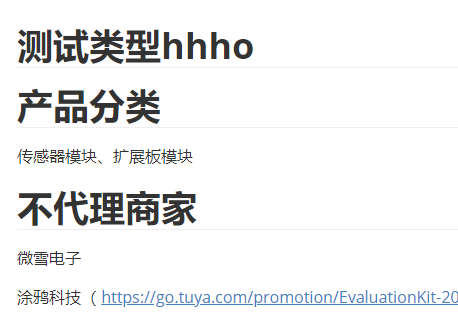 测试类型hhho
产品分类
传感器模块、扩展板模块
不代理商家
微雪电子
涂鸦科技（https://go.tuya.com/promotion/EvaluationKit-20